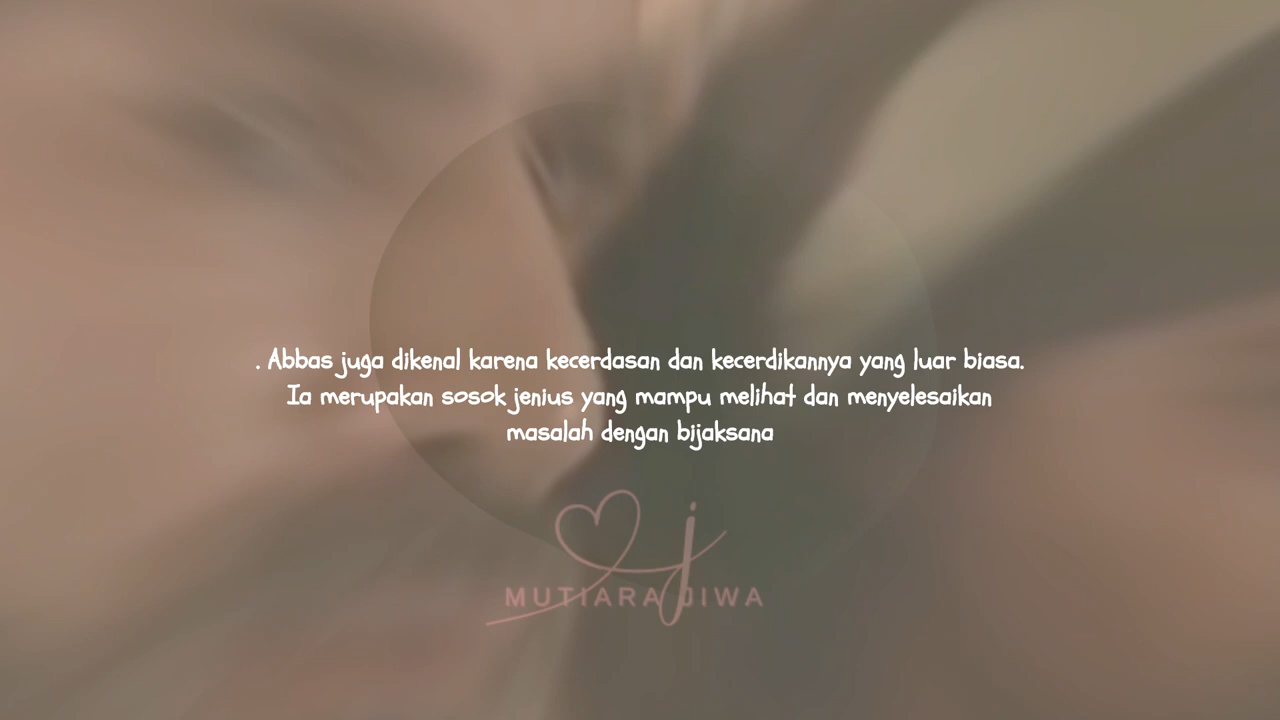 . Abbas juga dikenal karena kecerdasan dan kecerdikannya yang luar biasa.
Ia merupakan sosok jenius yang mampu melihat dan menyelesaikan
masalah dengan bijaksana
j
MUTIARA JIWA